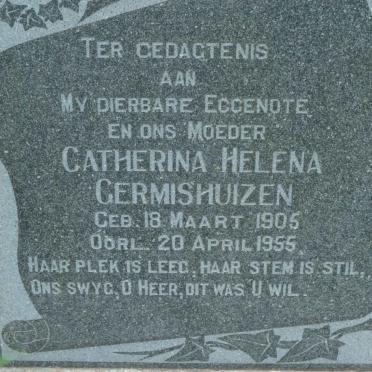 TER GEDAGTENIS
AAN
MY DIERBARE EGGENOTE
EN ONS MOEDER
CATHERINA HELENA
GERMISHUIZEN
GEB. 18 MAART 1905
OORL. 20 APRIL 1955.
HAAR PLEK IS LEEG, HAAR STEM IS STIL,
ONS SWYG, O HEER, DIT WAS U WIL.